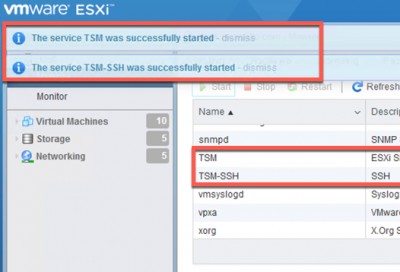 vmware® ESXi™
The service TSM was successfully started - dismiss
The service TSM-SSH was successfully started - dismiss
Start Stop Restart Refresh
Monitor
Name Descrip
Virtual Machines 10
snmpd SNMP
Storage 5
Networking 5
TSM ESXi S
TSM-SSH SSH
vmsyslogd Syslog
vpxa VMware
xorg X.Org S